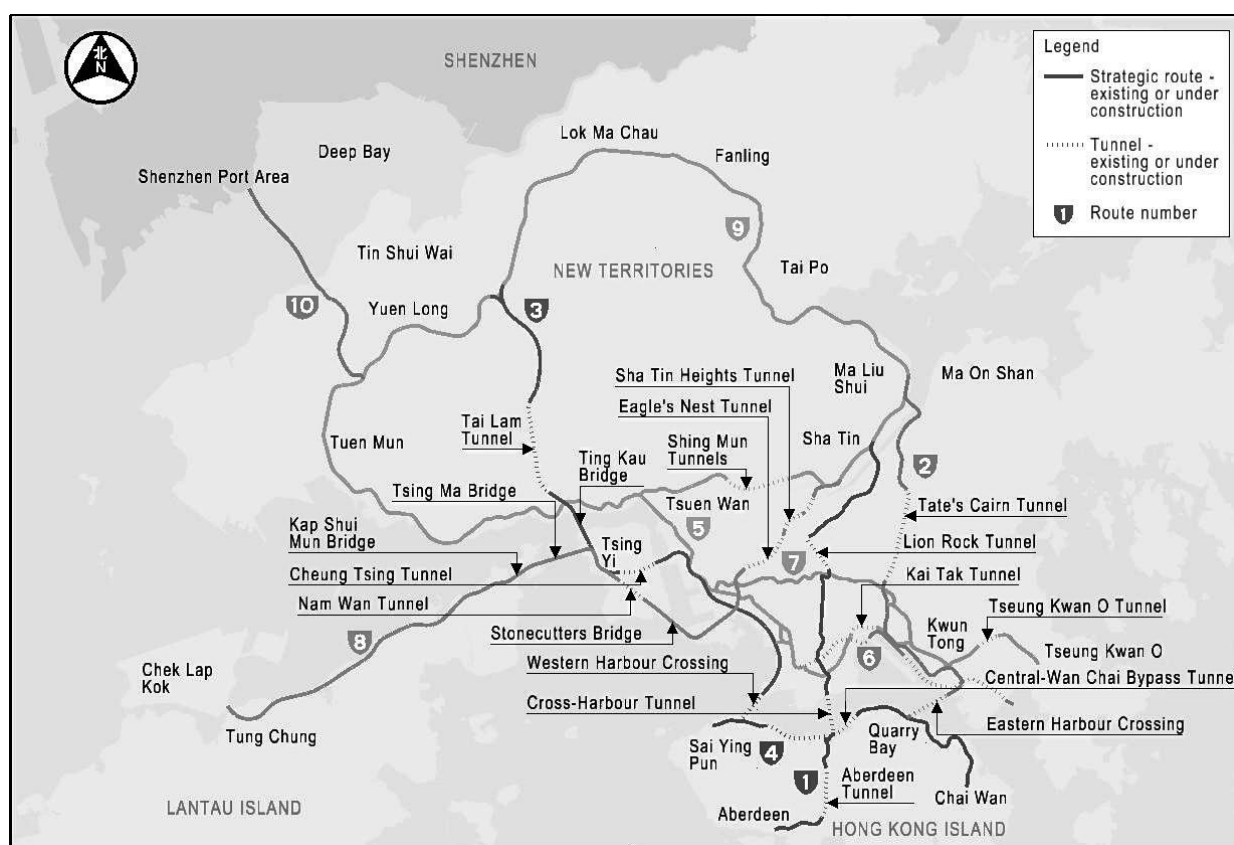 北
N
SHENZHEN
Legend
Strategic route -
existing or under
construction
Tunnel -
existing or under
construction
1 Route number
Lok Ma Chau
Fanling
Deep Bay
Shenzhen Port Area
9
Tin Shui Wai
NEW TERRITORIES
Tai Po
10
Yuen Long
3
Ma Liu
Shui
Ma On Shan
Sha Tin Heights Tunnel
Eagle's Nest Tunnel
Tai Lam
Tunnel
Tuen Mun
Shing Mun
Tunnels
Sha Tin
2
Ting Kau
Bridge
Tsing Ma Bridge
Tsuen Wan
Tate's Cairn Tunnel
Kap Shui
Mun Bridge
5
Tsing
Yi
7
Lion Rock Tunnel
Cheung Tsing Tunnel
Kai Tak Tunnel
Nam Wan Tunnel
Tseung Kwan O Tunnel
Kwun
Tong
8
Stonecutters Bridge
6
Tseung Kwan O
Chek Lap
Kok
Western Harbour Crossing
Central-Wan Chai Bypass Tunne
Cross-Harbour Tunnel
Eastern Harbour Crossing
Tung Chung
Sai Ying
Pun
4
Quarry
Bay
1
Aberdeen
Tunnel
Chai Wan
LANTAU ISLAND
Aberdeen
HONG KONG ISLAND